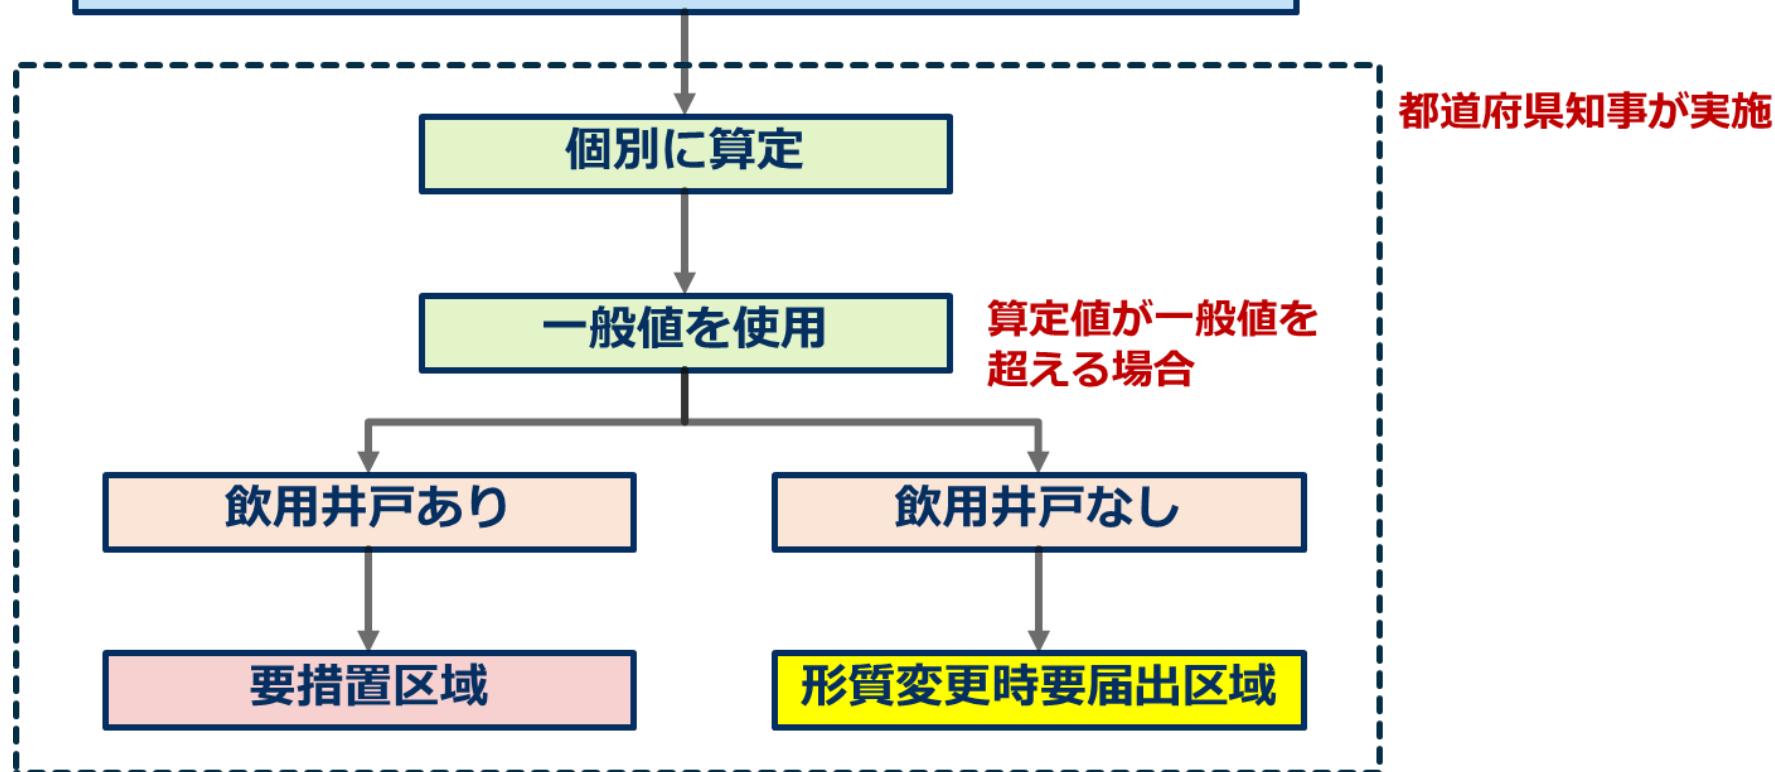 都道府県知事が実施
個別に算定
一般値を使用
算定値が一般値を
超える場合
飲用井戸あり
飲用井戸なし
要措置区域
形質変更時要届出区域